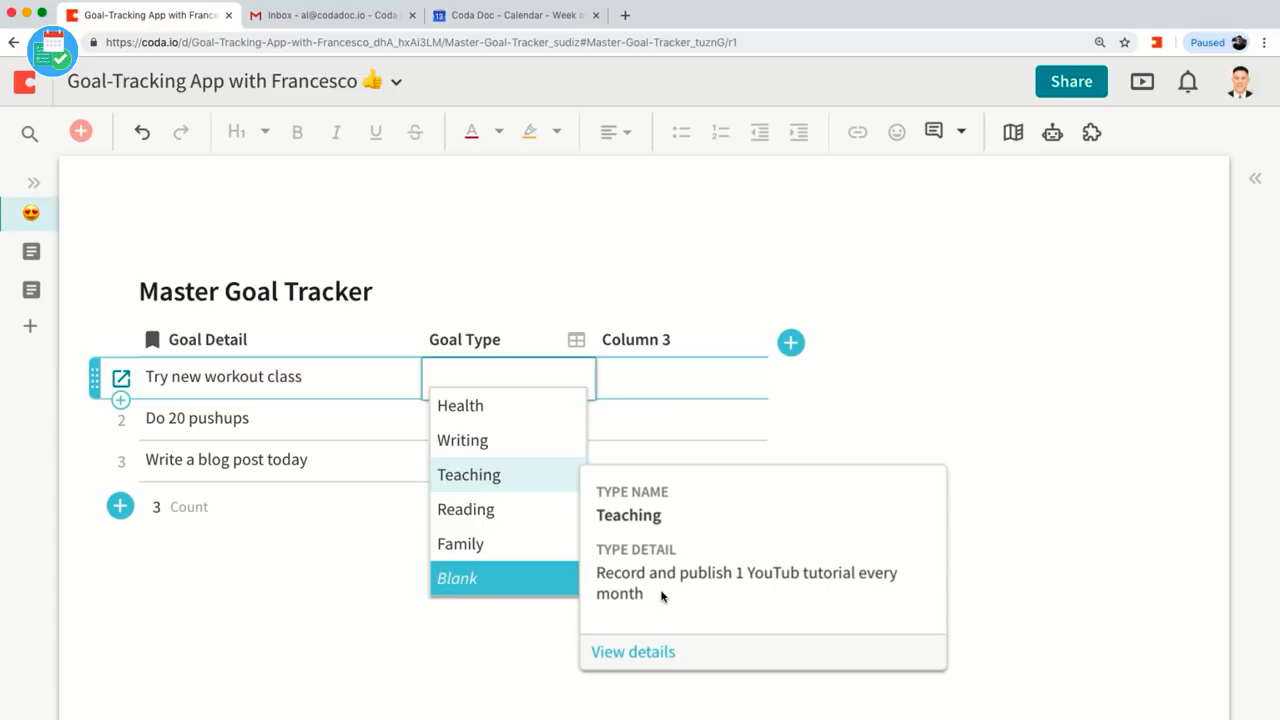 Goal-Tracking App with France
Inbox - al@codadoc.io - Coda
Coda Doc - Calendar - Week o
https://coda.io/d/Goal-Tracking-App-with-Francesco_dhA_hxAi3LM/Master-Goal-Tracker_sudiz#Master-Goal-Tracker_tuznG/r1
Paused
Goal-Tracking App with Francesco 👍
Share
H1 B I U S A
Master Goal Tracker
Goal Detail Goal Type Column 3
Try new workout class
2 Do 20 pushups
3 Write a blog post today
3 Count
Health
Writing
Teaching
Reading
Family
Blank
TYPE NAME
Teaching
TYPE DETAIL
Record and publish 1 YouTub tutorial every
month
View details